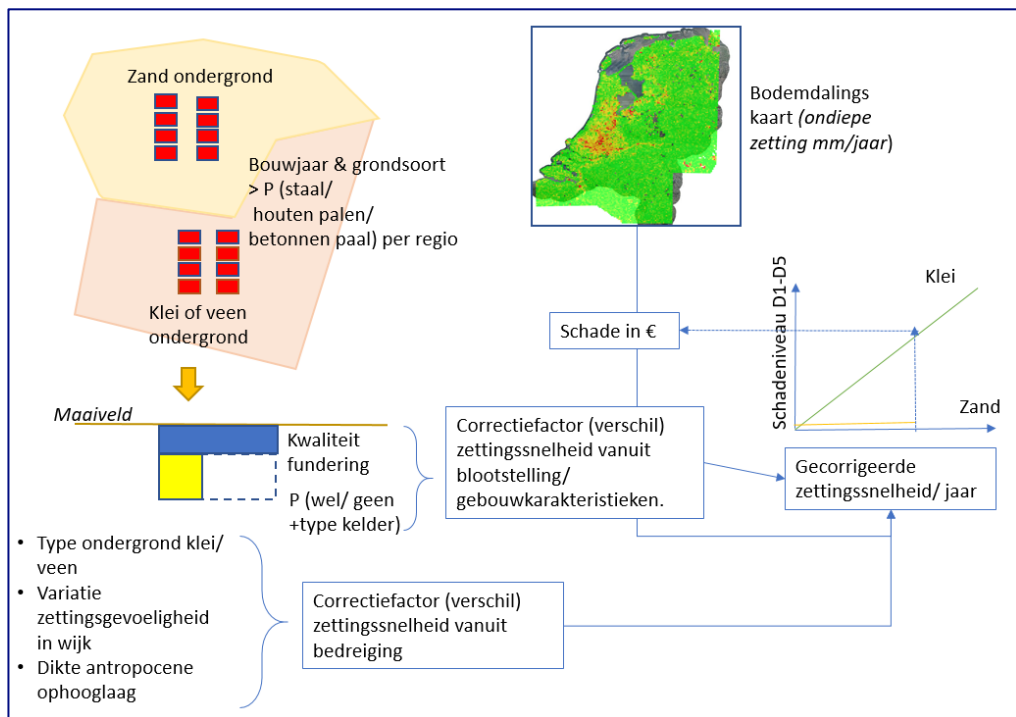 Zand ondergrond
Bouwjaar & grondsoort
> P (staal/
houten palen/
betonnen paal) per regio
Klei of veen
ondergrond
Bodemdalings
kaart (ondiepe
zetting mm/jaar)
Schade in €
Schadeniveau D1-D5
Klei
Zand
Maaiveld
Kwaliteit
fundering
P (wel/ geen
+type kelder)
Correctiefactor (verschil)
zettingssnelheid vanuit
blootstelling/
gebouwkarakteristieken.
Gecorrigeerde
zettingssnelheid/ jaar
• Type ondergrond klei/
veen
• Variatie
zettingsgevoeligheid
in wijk
• Dikte antropocene
ophooglaag
Correctiefactor (verschil)
zettingssnelheid vanuit
bedreiging